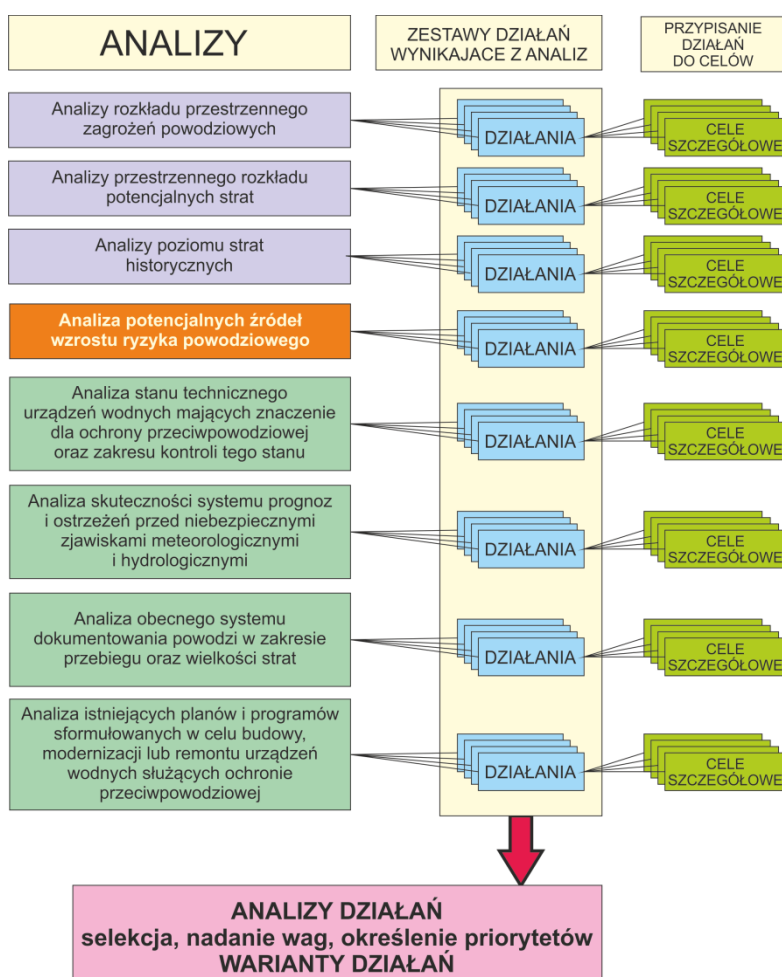 ANALIZY
ZESTAWY DZIAŁAŃ
WYNIKAJACE Z ANALIZ
PRZYPISANIE
DZIAŁAŃ
DO CELÓW
Analizy rozkładu przestrzennego
zagrożeń powodziowych
DZIAŁANIA
CELE
SZCZEGÓŁOWE
Analizy przestrzennego rozkładu
potencjalnych strat
DZIAŁANIA
CELE
SZCZEGÓŁOWE
Analizy poziomu strat
historycznych
DZIAŁANIA
CELE
SZCZEGÓŁOWE
Analiza potencjalnych źródeł
wzrostu ryzyka powodziowego
DZIAŁANIA
CELE
SZCZEGÓŁOWE
Analiza stanu technicznego
urządzeń wodnych mających znaczenie
dla ochrony przeciwpowodziowej
oraz zakresu kontroli tego stanu
DZIAŁANIA
CELE
SZCZEGÓŁOWE
Analiza skuteczności systemu prognoz
i ostrzeżeń przed niebezpiecznymi
zjawiskami meteorologicznymi
i hydrologicznymi
DZIAŁANIA
CELE
SZCZEGÓŁOWE
Analiza obecnego systemu
dokumentowania powodzi w zakresie
przebiegu oraz wielkości strat
DZIAŁANIA
CELE
SZCZEGÓŁOWE
Analiza istniejących planów i programów
sformułowanych w celu budowy,
modernizacji lub remontu urządzeń
wodnych służących ochronie
przeciwpowodziowej
DZIAŁANIA
CELE
SZCZEGÓŁOWE
ANALIZY DZIAŁAŃ
selekcja, nadanie wag, określenie priorytetów
WARIANTY DZIAŁAŃ